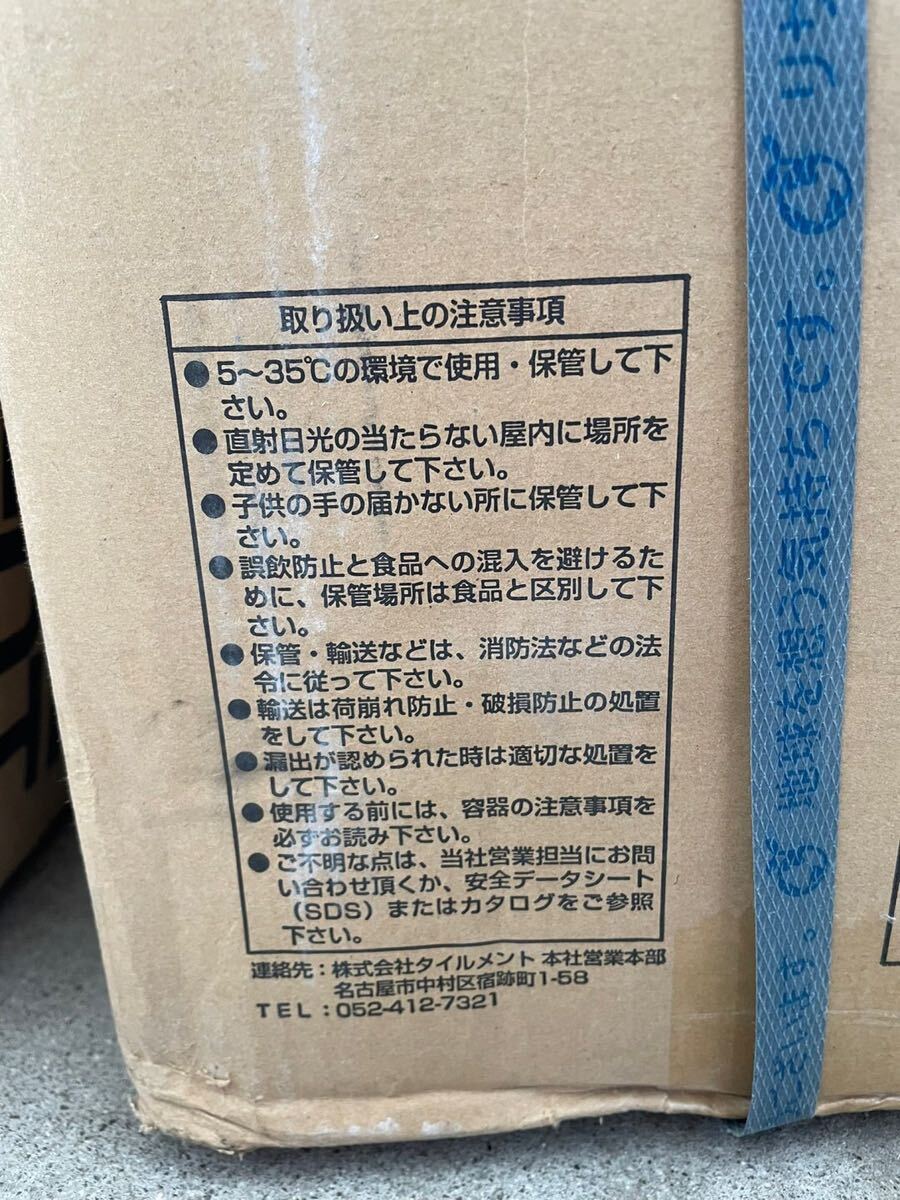 取り扱い上の注意事項
●5～35℃の環境で使用・保管して下
さい。
●直射日光の当たらない屋内に場所を
定めて保管して下さい。
●子供の手の届かない所に保管して下
さい。
●誤飲防止と食品への混入を避けるた
めに、保管場所は食品と区別して下
さい。
●保管・輸送などは、消防法などの法
令に従って下さい。
●輸送は荷崩れ防止・破損防止の処置
をして下さい。
●漏出が認められた時は適切な処置を
して下さい。
●使用する前には、容器の注意事項を
必ずお読み下さい。
●ご不明な点は、当社営業担当にお問
い合わせ頂くか、安全データシート
（SDS）またはカタログをご参照
下さい。
連絡先：株式会社タイルメント 本社営業本部
名古屋市中村区宿跡町1-58
TEL：052-412-7321
地球を想う気持ちです。